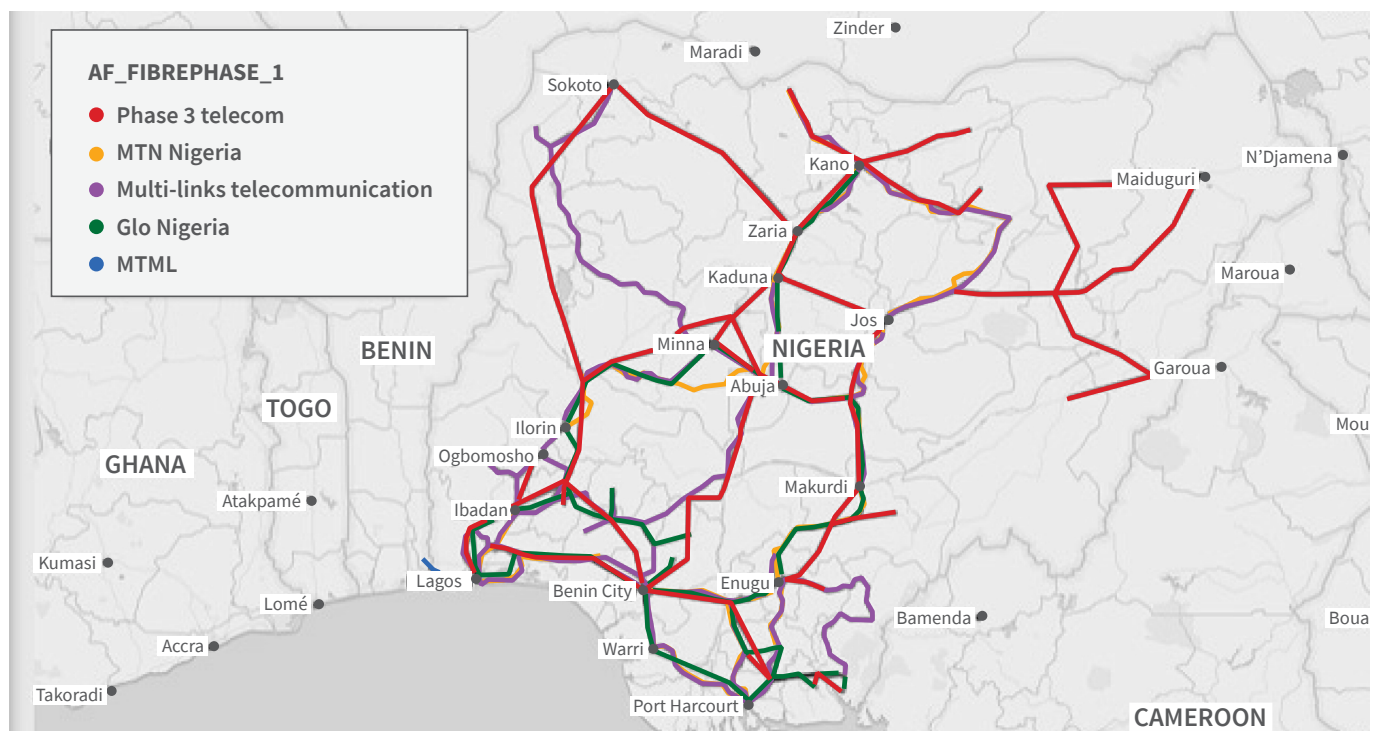 Zinder
Maradi
AF_FIBREPHASE_1
Phase 3 telecom
MTN Nigeria
Multi-links telecommunication
Glo Nigeria
MTML
Sokoto
Kano
N'Djamena
Maiduguri
Zaria
Kaduna
Maroua
Jos
Minna
NIGERIA
BENIN
Garoua
Abuja
TOGO
Ilorin
Mou
Ogbomosho
GHANA
Makurdi
Atakpamé
Ibadan
Kumasi
Lagos
Enugu
Benin City
Lomé
Bamenda
Boua
Accra
Warri
Takoradi
Port Harcourt
CAMEROON